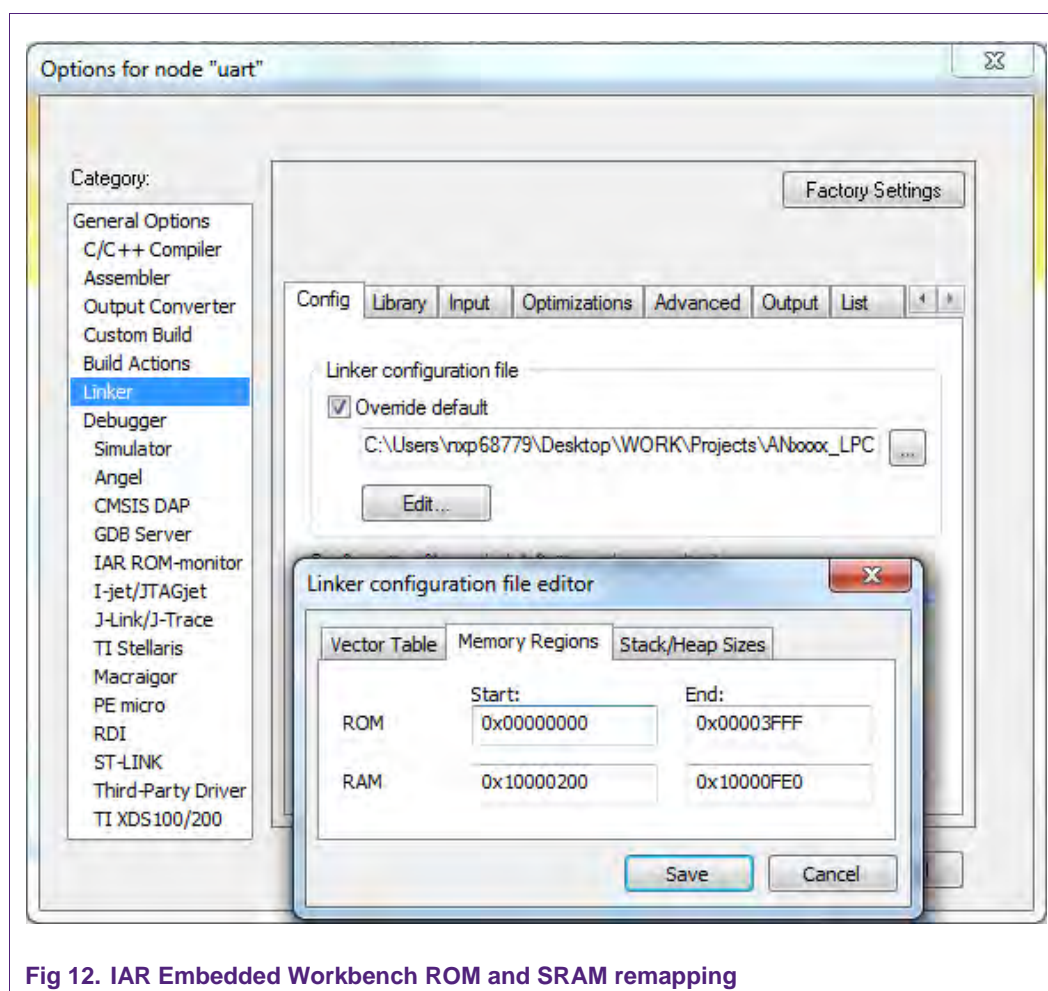 Options for node "uart"
Category:
Factory Settings
General Options
C/C++ Compiler
Assembler
Output Converter
Custom Build
Build Actions
Linker
Debugger
Simulator
Angel
CMSIS DAP
GDB Server
IAR ROM-monitor
I-jet/JTAGjet
J-Link/J-Trace
TI Stellaris
Macraigor
PE micro
RDI
ST-LINK
Third-Party Driver
TI XDS100/200
Config Library Input Optimizations Advanced Output List
Linker configuration file
Override default
C:\Users\nxp68779\Desktop\WORK\Projects\ANxxxx_LPC ...
Edit...
Linker configuration file editor
Vector Table Memory Regions Stack/Heap Sizes
Start: End:
ROM 0x00000000 0x00003FFF
RAM 0x10000200 0x10000FE0
Save Cancel
Fig 12. IAR Embedded Workbench ROM and SRAM remapping